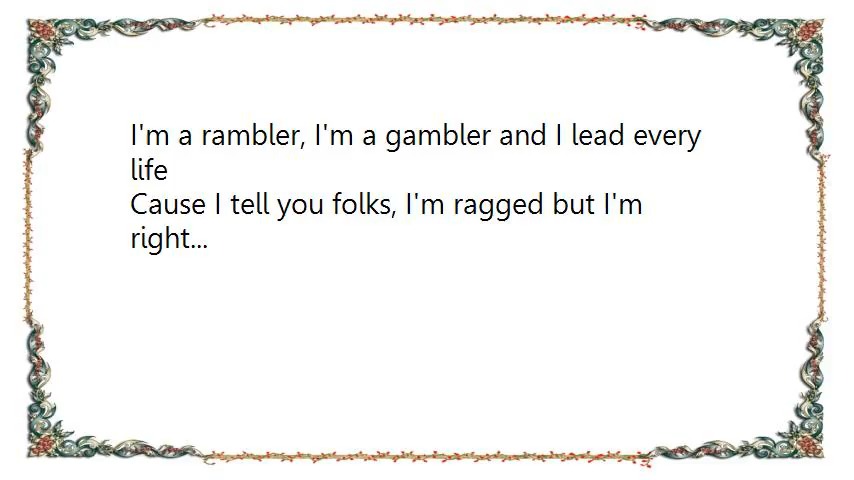 I'm a rambler, I'm a gambler and I lead every
life
Cause I tell you folks, I'm ragged but I'm
right...